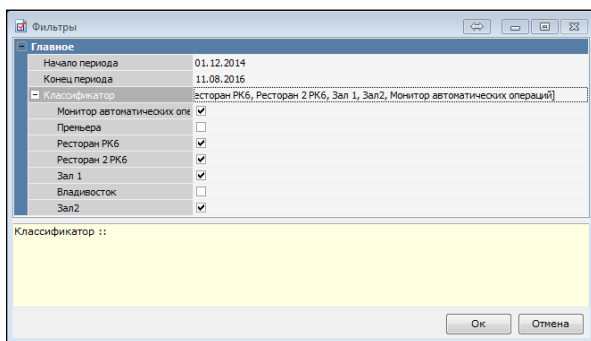 Фильтры
Главное
Начало периода 01.12.2014
Конец периода 11.08.2016
Классификатор есторан РК6, Ресторан 2 РК6, Зал 1, Зал2, Монитор автоматических операций]
Монитор автоматических опе
Премьера
Ресторан РК6
Ресторан 2 РК6
Зал 1
Владивосток
Зал2
Классификатор ::
Ок Отмена